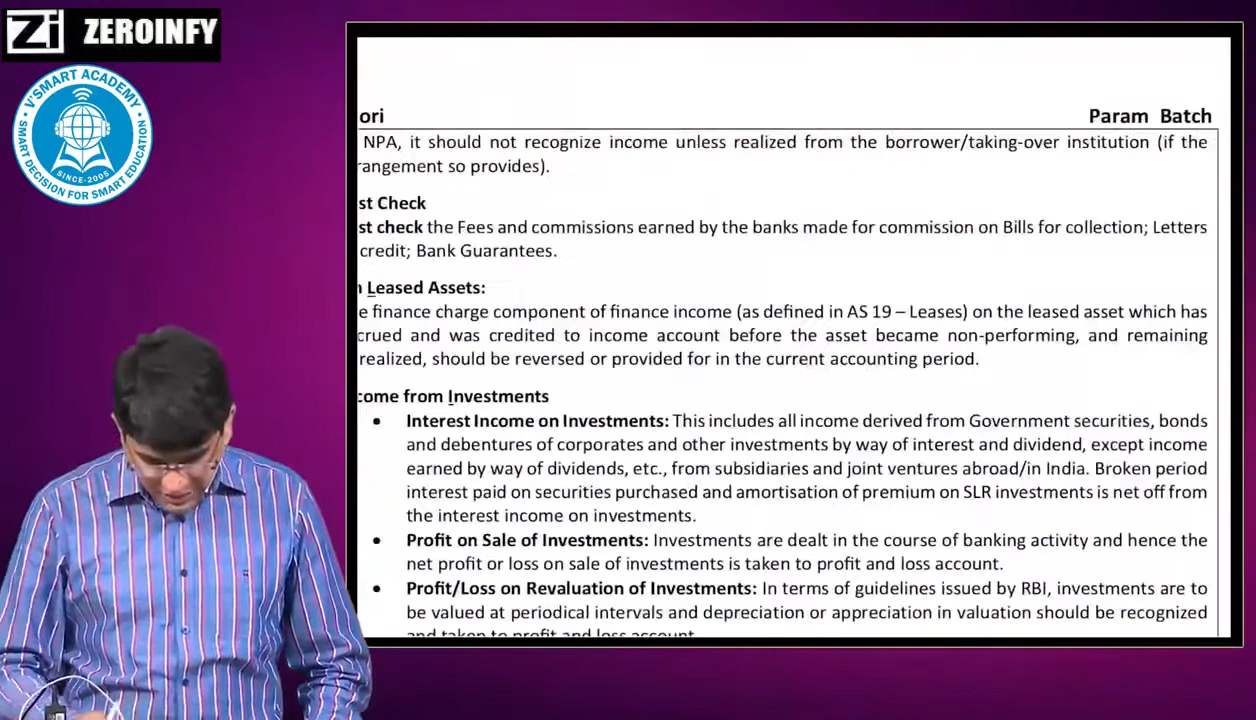 Zi ZEROINFY
V'SMART ACADEMY
SINCE-2005
SMART DECISION FOR SMART EDUCATION
ori Param Batch
NPA, it should not recognize income unless realized from the borrower/taking-over institution (if the
rangement so provides).
st Check
st check the Fees and commissions earned by the banks made for commission on Bills for collection; Letters
credit; Bank Guarantees.
n Leased Assets:
e finance charge component of finance income (as defined in AS 19 – Leases) on the leased asset which has
crued and was credited to income account before the asset became non-performing, and remaining
realized, should be reversed or provided for in the current accounting period.
come from Investments
• Interest Income on Investments: This includes all income derived from Government securities, bonds
and debentures of corporates and other investments by way of interest and dividend, except income
earned by way of dividends, etc., from subsidiaries and joint ventures abroad/in India. Broken period
interest paid on securities purchased and amortisation of premium on SLR investments is net off from
the interest income on investments.
• Profit on Sale of Investments: Investments are dealt in the course of banking activity and hence the
net profit or loss on sale of investments is taken to profit and loss account.
• Profit/Loss on Revaluation of Investments: In terms of guidelines issued by RBI, investments are to
be valued at periodical intervals and depreciation or appreciation in valuation should be recognized
and taken to profit and loss account.